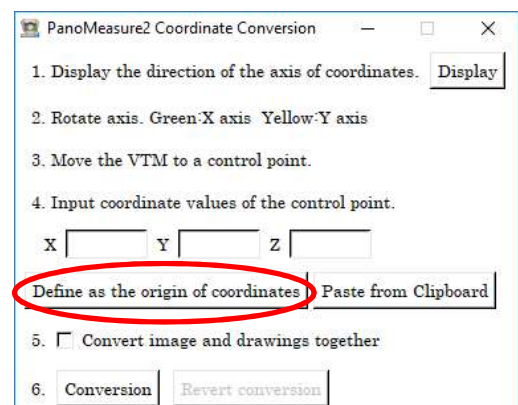 PanoMeasure2 Coordinate Conversion
1. Display the direction of the axis of coordinates. Display
2. Rotate axis. Green:X axis Yellow:Y axis
3. Move the VTM to a control point.
4. Input coordinate values of the control point.
X Y Z
Define as the origin of coordinates Paste from Clipboard
5. Convert image and drawings together
6. Conversion Revert conversion